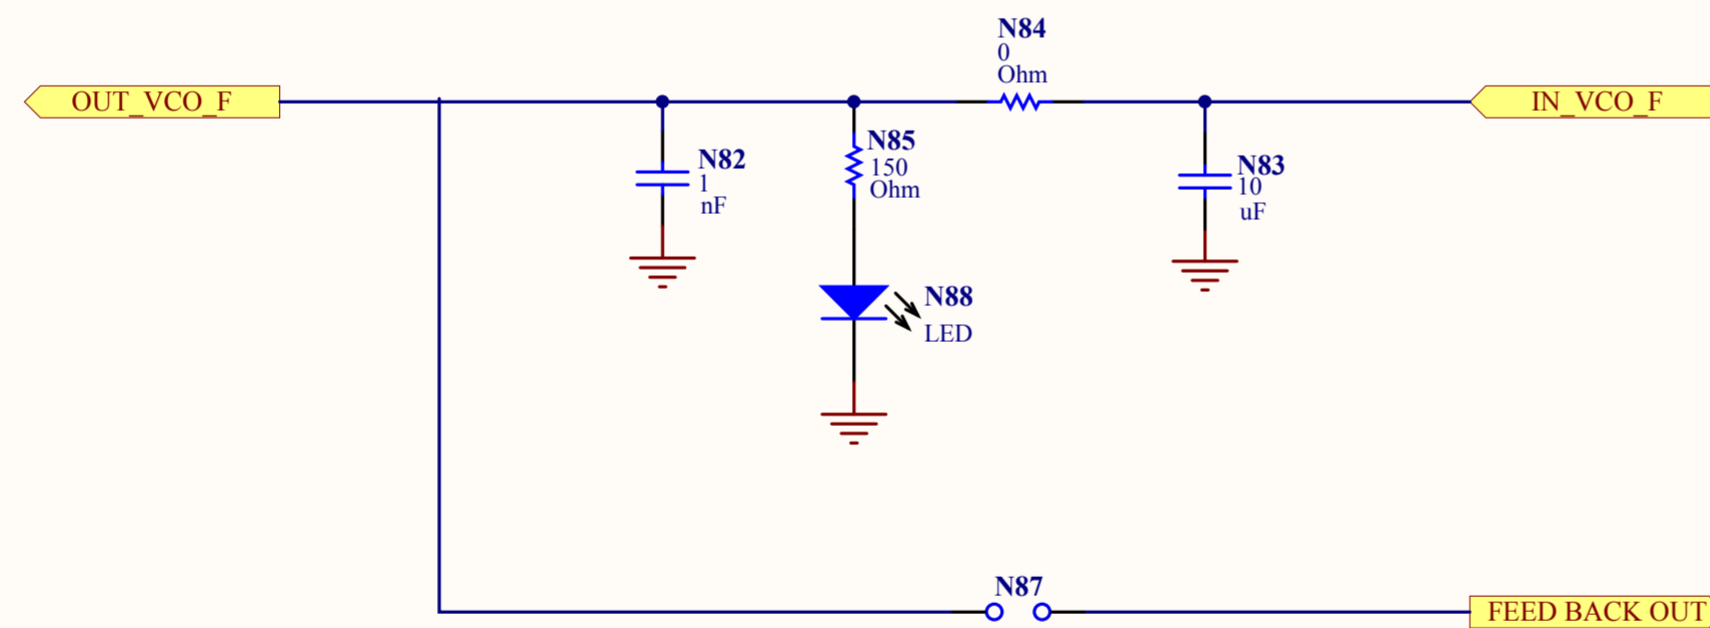 N84
0
Ohm
OUT_VCO_F
IN_VCO_F
N82
1
nF
N85
150
Ohm
N83
10
uF
N88
LED
N87
FEED BACK OUT